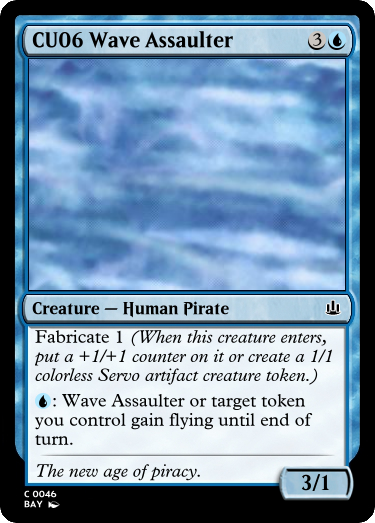 CU06 Wave Assaulter 3
Creature — Human Pirate
Fabricate 1 (When this creature enters,
put a +1/+1 counter on it or create a 1/1
colorless Servo artifact creature token.)
: Wave Assaulter or target token
you control gain flying until end of
turn.
The new age of piracy.
3/1
C 0046
BAY